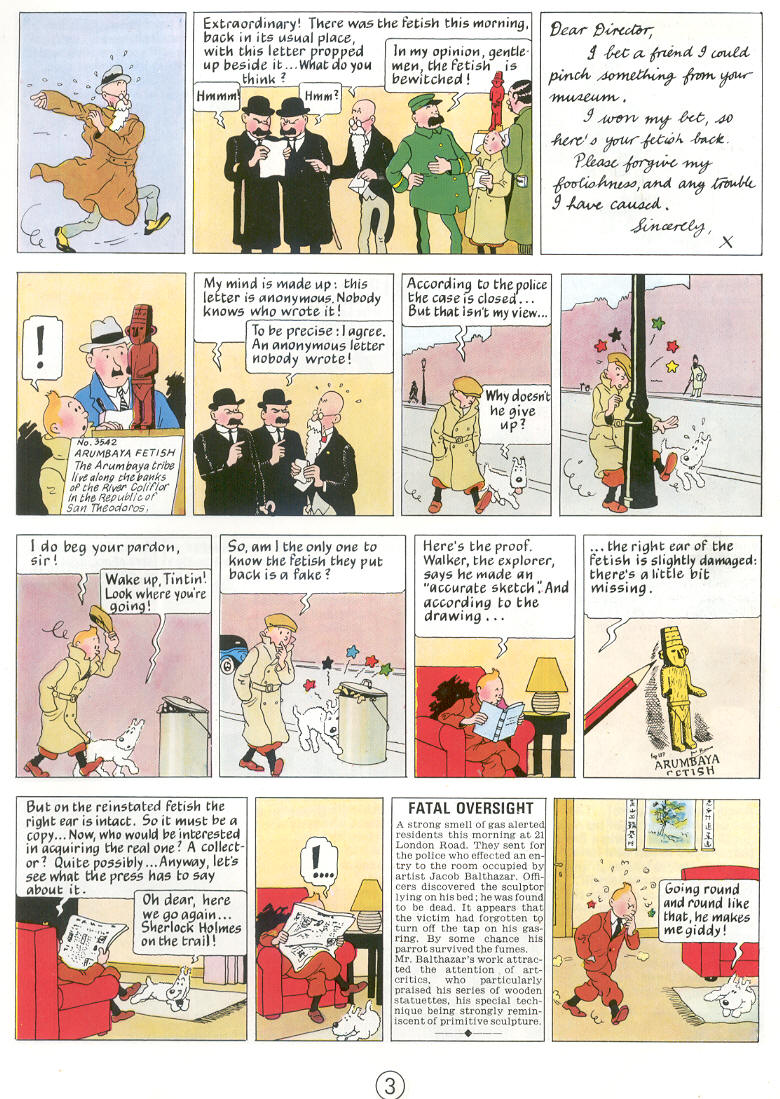 Extraordinary! There was the fetish this morning,
back in its usual place,
with this letter propped
up beside it...What do you
think?
Hmmm!
Hmm?
In my opinion, gentle-
men, the fetish is
bewitched!
Dear Director,
I bet a friend I could
pinch something from your
museum.
I won my bet, so
here's your fetish back.
Please forgive my
foolishness, and any trouble
I have caused.
Sincerely,
X
!
No. 3542
ARUMBAYA FETISH
The Arumbaya tribe
live along the banks
of the River Coliflor
in the Republic of
San Theodoros.
My mind is made up: this
letter is anonymous. Nobody
knows who wrote it!
To be precise: I agree.
An anonymous letter
nobody wrote!
According to the police
the case is closed...
But that isn't my view...
Why doesn't
he give
up?
I do beg your pardon,
sir!
Wake up, Tintin!
Look where you're
going!
So, am I the only one to
know the fetish they put
back is a fake?
Here's the proof.
Walker, the explorer,
says he made an
"accurate sketch". And
according to the
drawing...
...the right ear of the
fetish is slightly damaged:
there's a little bit
missing.
ARUMBAYA
FETISH
But on the reinstated fetish the
right ear is intact. So it must be a
copy...Now, who would be interested
in acquiring the real one? A collect-
or? Quite possibly...Anyway, let's
see what the press has to say
about it.
Oh dear, here
we go again...
Sherlock Holmes
on the trail!
!....
FATAL OVERSIGHT
A strong smell of gas alerted
residents this morning at 21
London Road. They sent for
the police who effected an en-
try to the room occupied by
artist Jacob Balthazar. Offi-
cers discovered the sculptor
lying on his bed; he was found
to be dead. It appears that
the victim had forgotten to
turn off the tap on his gas-
ring. By some chance his
parrot survived the fumes.
Mr. Balthazar's work attrac-
ted the attention of art-
critics, who particularly
praised his series of wooden
statuettes, his special tech-
nique being strongly remin-
iscent of primitive sculpture.
Going round
and round like
that, he makes
me giddy!
3